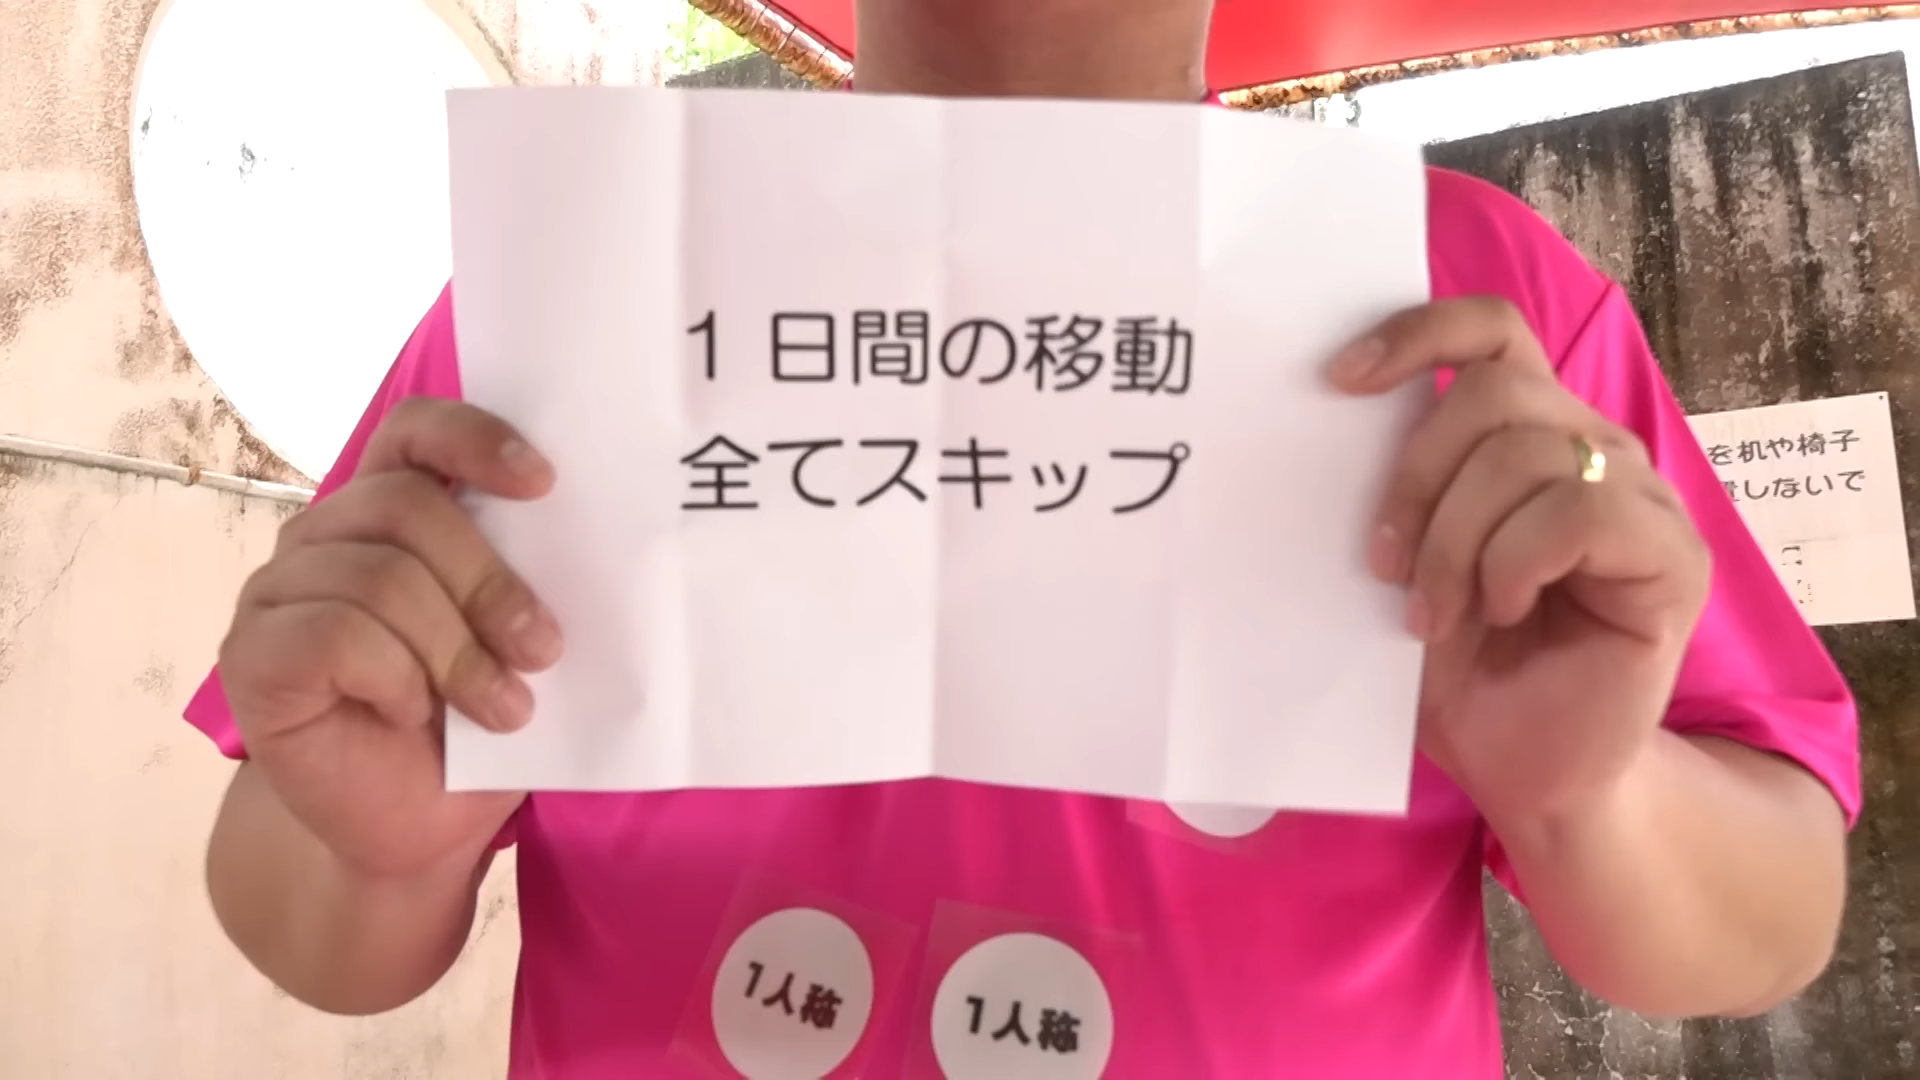 1日間の移動
全てスキップ
を机や椅子
置しないで
1人称
1人称